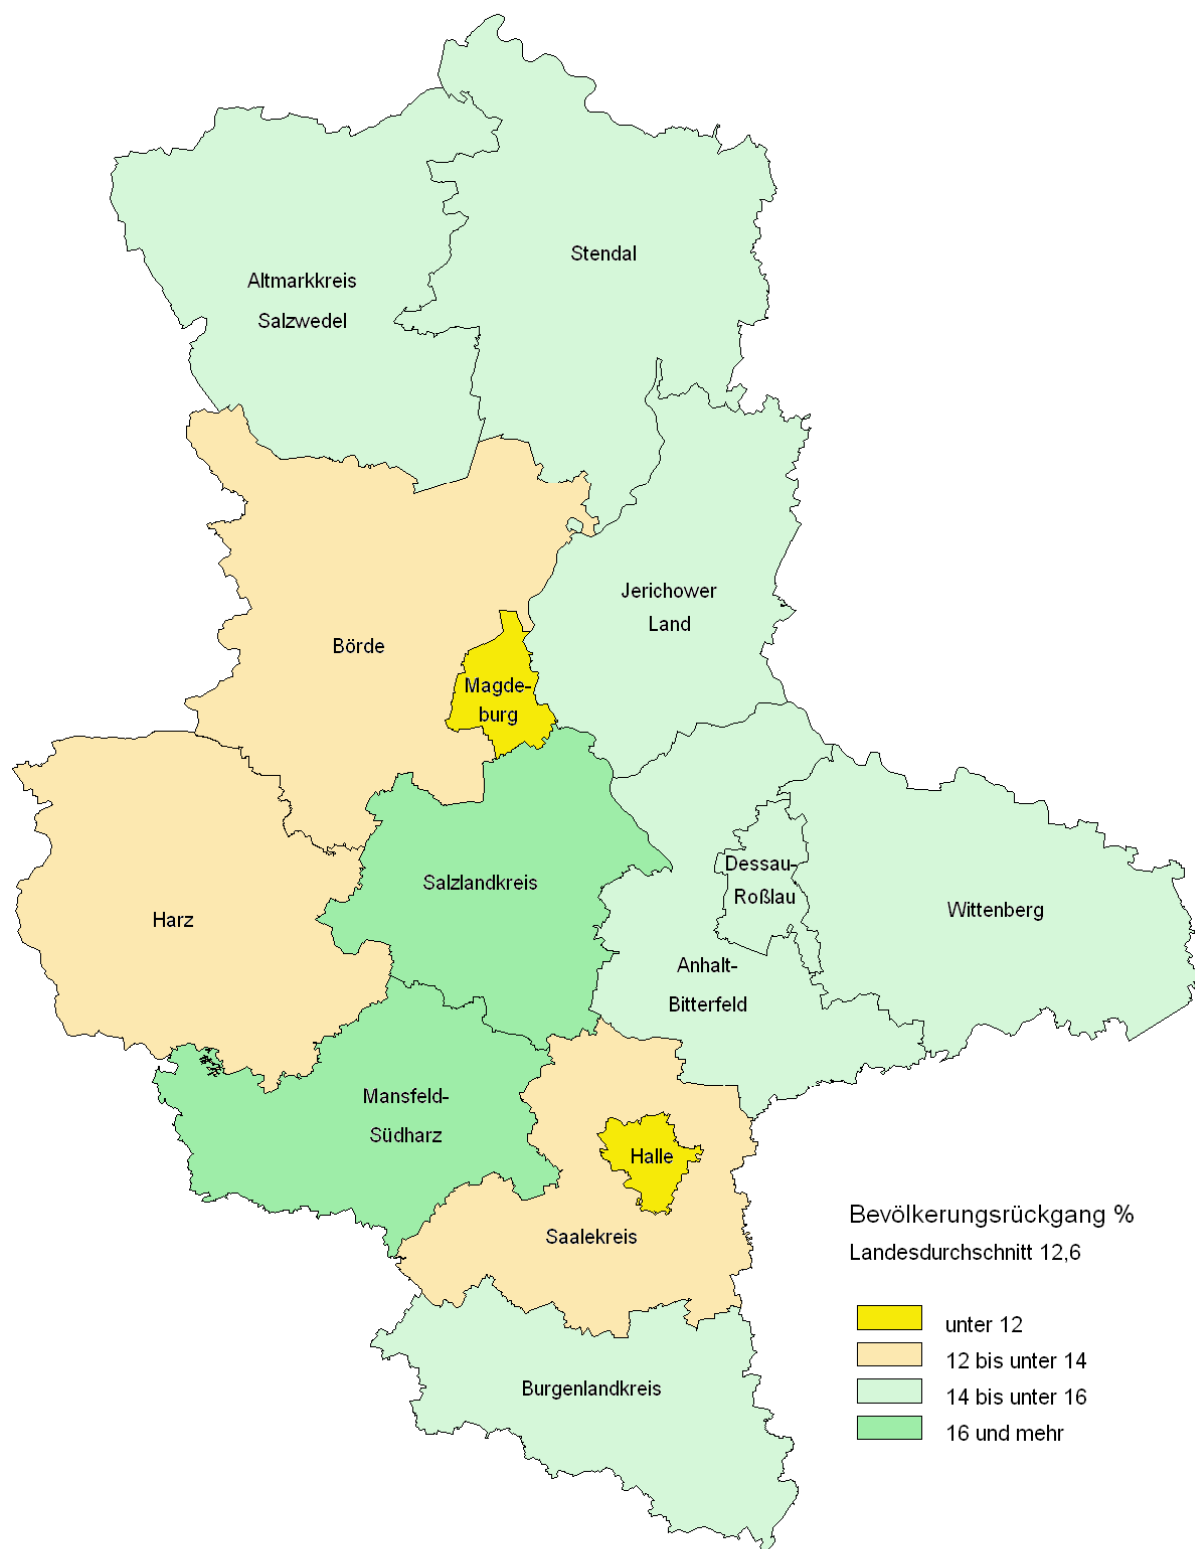 Stendal
Altmarkkreis
Salzwedel
Jerichower
Land
Börde
Magde-
burg
Dessau-
Roßlau
Salzlandkreis
Wittenberg
Harz
Anhalt-
Bitterfeld
Mansfeld-
Südharz
Halle
Saalekreis
Burgenlandkreis
Bevölkerungsrückgang %
Landesdurchschnitt 12,6
unter 12
12 bis unter 14
14 bis unter 16
16 und mehr